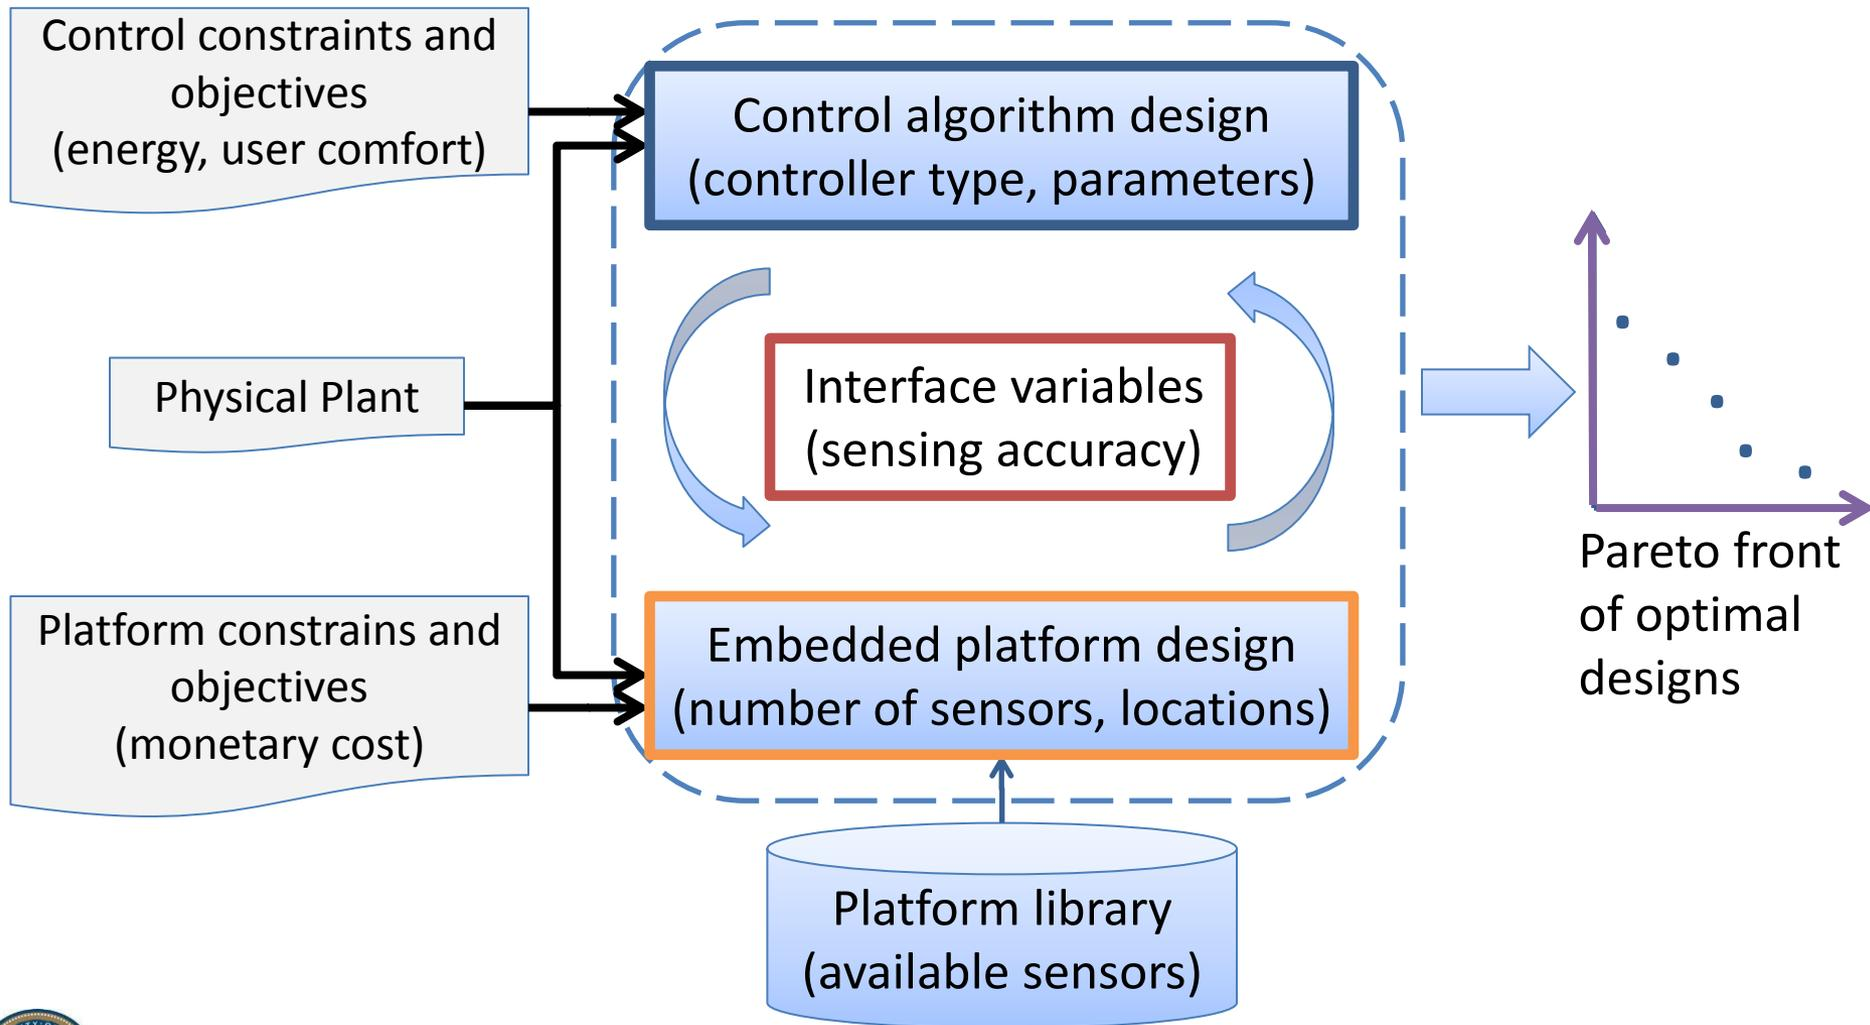 Control constraints and
objectives
(energy, user comfort)
Control algorithm design
(controller type, parameters)
Physical Plant
Interface variables
(sensing accuracy)
Pareto front
of optimal
designs
Platform constrains and
objectives
(monetary cost)
Embedded platform design
(number of sensors, locations)
Platform library
(available sensors)